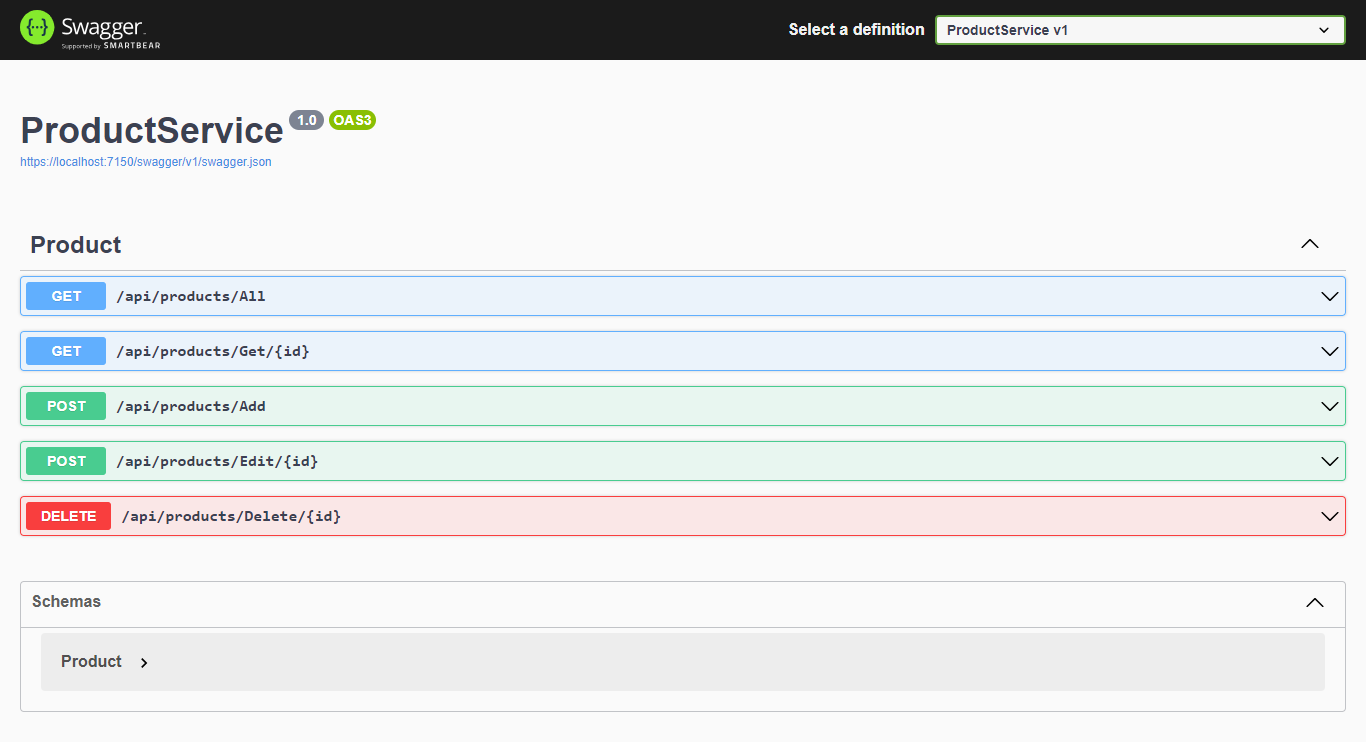 Swagger
Supported by SMARTBEAR
Select a definition
ProductService v1
ProductService 1.0 OAS3
https://localhost:7150/swagger/v1/swagger.json
Product
GET /api/products/All
GET /api/products/Get/{id}
POST /api/products/Add
POST /api/products/Edit/{id}
DELETE /api/products/Delete/{id}
Schemas
Product